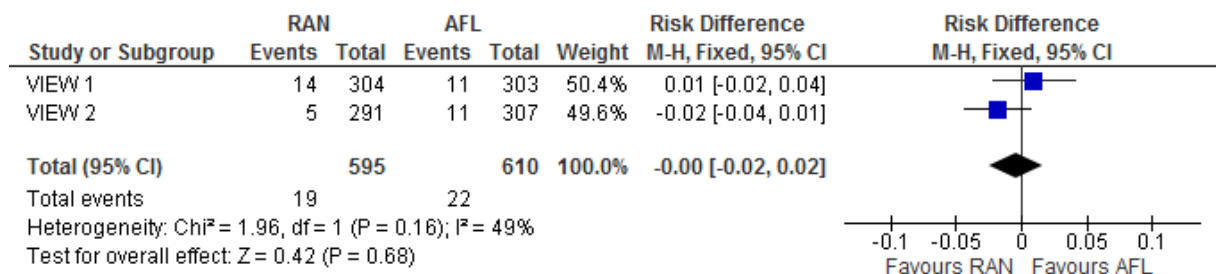 RAN AFL Risk Difference Risk Difference
Study or Subgroup Events Total Events Total Weight M-H, Fixed, 95% CI M-H, Fixed, 95% CI
VIEW 1 14 304 11 303 50.4% 0.01 [-0.02, 0.04]
VIEW 2 5 291 11 307 49.6% -0.02 [-0.04, 0.01]
Total (95% CI) 595 610 100.0% -0.00 [-0.02, 0.02]
Total events 19 22
Heterogeneity: Chi² = 1.96, df = 1 (P = 0.16); I² = 49%
Test for overall effect: Z = 0.42 (P = 0.68)
-0.1 -0.05 0 0.05 0.1
Favours RAN Favours AFL